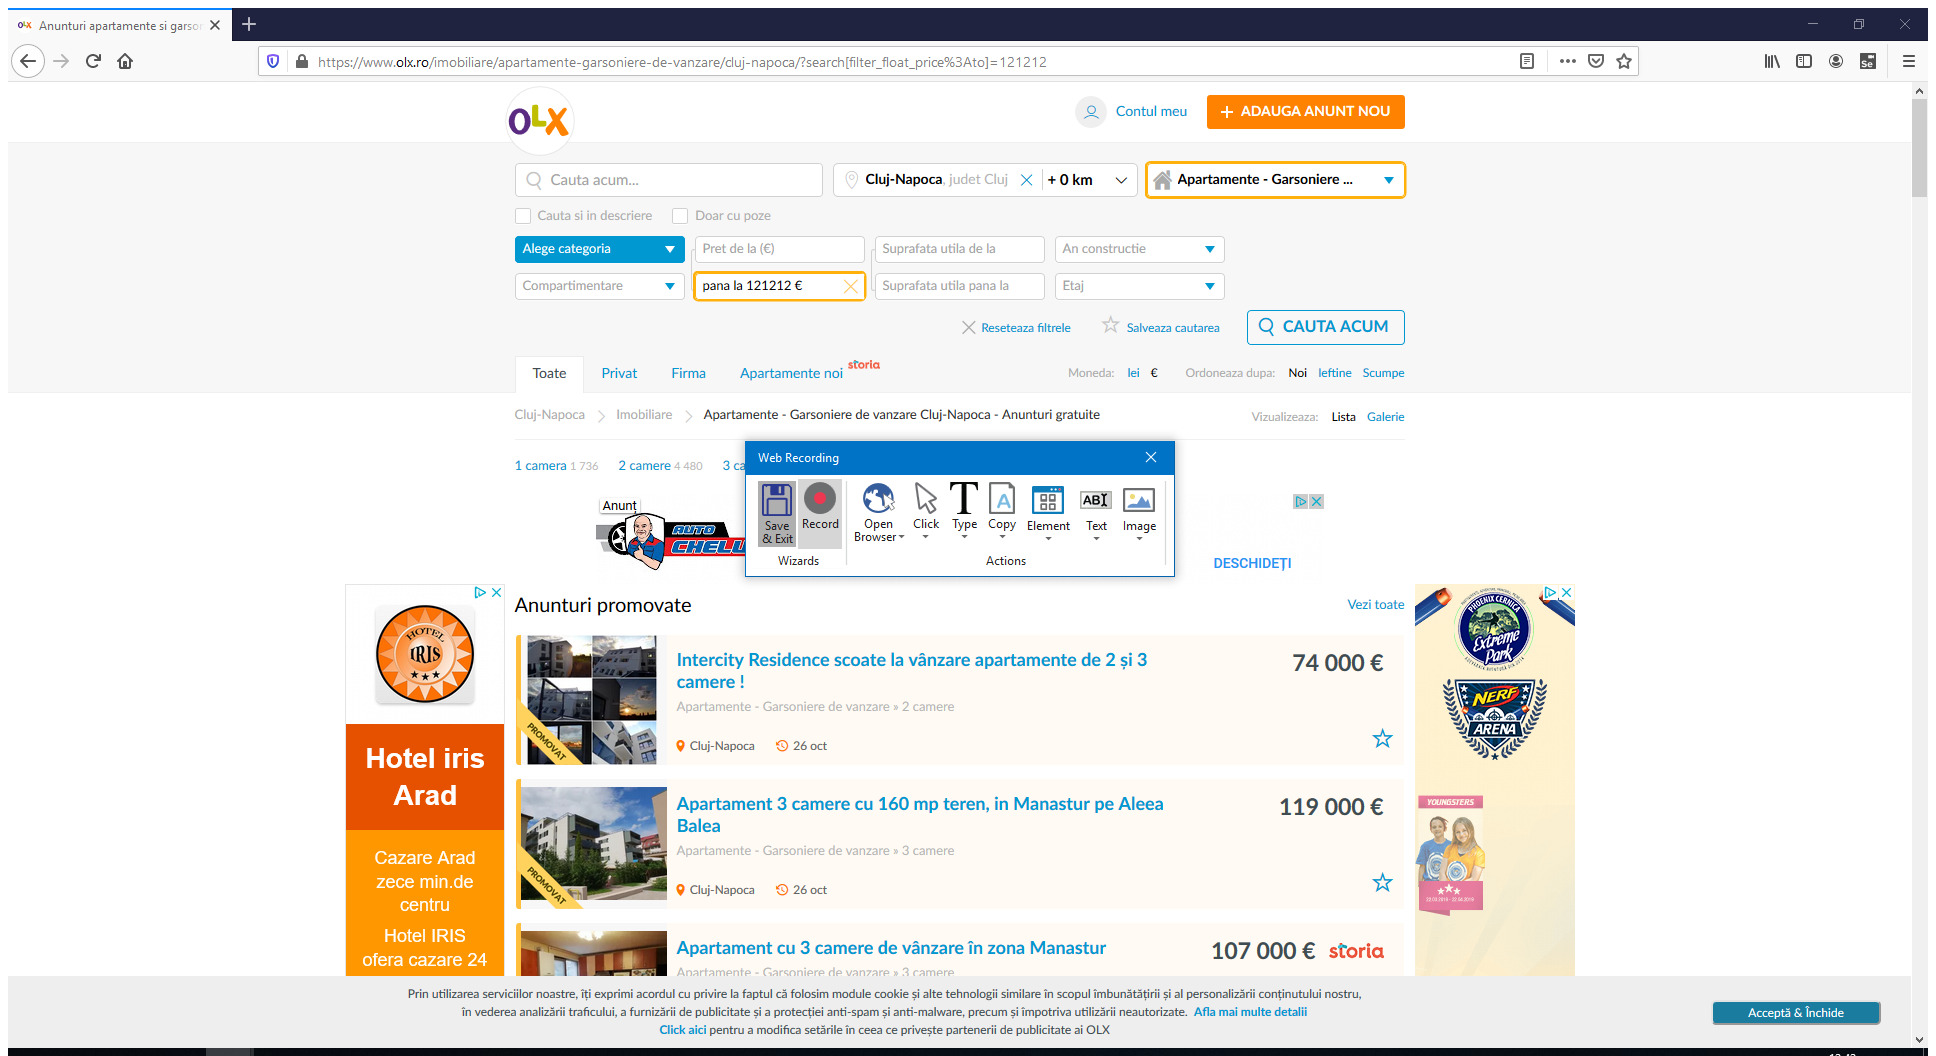 OLX Anunturi apartamente si garson
https://www.olx.ro/imobiliare/apartamente-garsoniere-de-vanzare/cluj-napoca/?search[filter_float_price%3Ato]=121212
OLX
Contul meu
+ ADAUGA ANUNT NOU
Cauta acum...
Cluj-Napoca, judet Cluj
+ 0 km
Apartamente - Garsoniere ...
Cauta si in descriere
Doar cu poze
Alege categoria
Pret de la (€)
Suprafata utila de la
An constructie
Compartimentare
pana la 121212 €
Suprafata utila pana la
Etaj
Reseteaza filtrele
Salveaza cautarea
CAUTA ACUM
Toate
Privat
Firma
Apartamente noi storia
Moneda: lei €
Ordoneaza dupa: Noi Ieftine Scumpe
Cluj-Napoca
Imobiliare
Apartamente - Garsoniere de vanzare Cluj-Napoca - Anunturi gratuite
Vizualizeaza: Lista Galerie
1 camera 1 736
2 camere 4 480
3 ca
Web Recording
Save & Exit
Record
Open Browser
Click
Type
Copy
Element
ABI
Text
Image
Wizards
Actions
Anunț
AUTO
CHELU
DESCHIDEȚI
Anunturi promovate
Vezi toate
HOTEL
IRIS
Hotel iris
Arad
Cazare Arad
zece min.de
centru
Hotel IRIS
ofera cazare 24
PROMOVAT
Intercity Residence scoate la vânzare apartamente de 2 și 3
camere !
74 000 €
Apartamente - Garsoniere de vanzare » 2 camere
Cluj-Napoca
26 oct
PROMOVAT
Apartament 3 camere cu 160 mp teren, in Manastur pe Aleea
Balea
119 000 €
Apartamente - Garsoniere de vanzare » 3 camere
Cluj-Napoca
26 oct
Apartament cu 3 camere de vânzare în zona Manastur
107 000 € storia
Apartamente - Garsoniere de vanzare » 3 camere
PHOENIX CERNICA
Extreme
Park
NERF
ARENA
YOUNGSTERS
Prin utilizarea serviciilor noastre, îți exprimi acordul cu privire la faptul că folosim module cookie și alte tehnologii similare în scopul îmbunătățirii și al personalizării conținutului nostru,
în vederea analizării traficului, a furnizării de publicitate și a protecției anti-spam și anti-malware, precum și împotriva utilizării neautorizate. Afla mai multe detalii
Click aici pentru a modifica setările în ceea ce privește partenerii de publicitate ai OLX
Acceptă & Închide